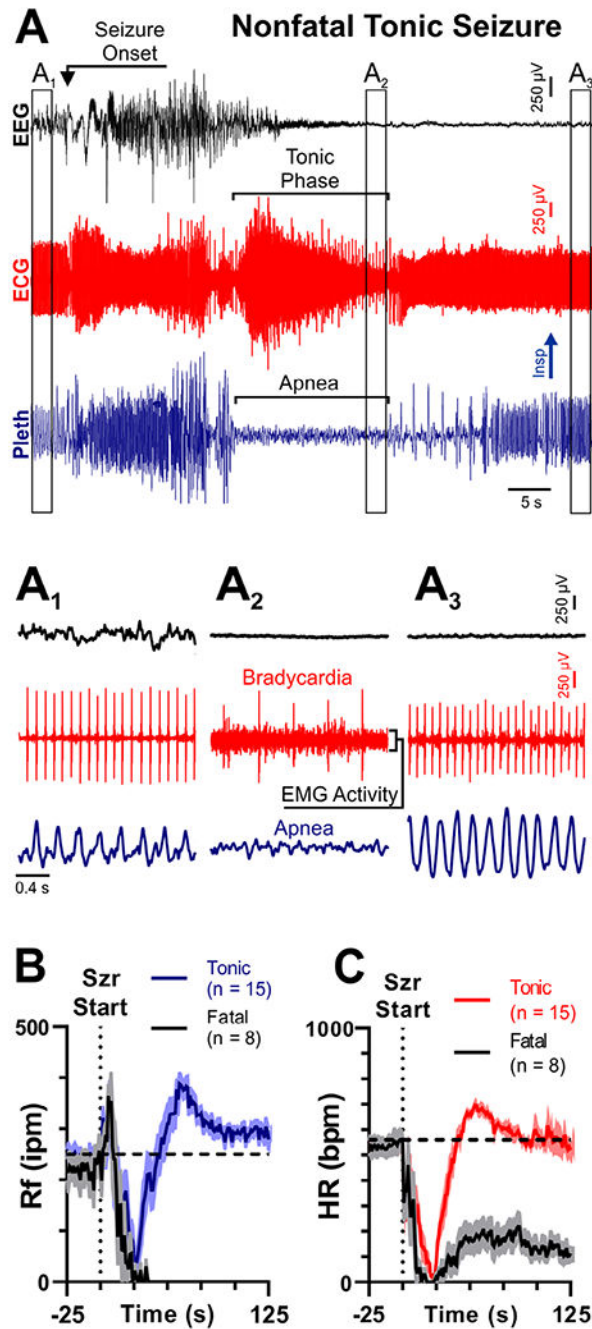 A
Nonfatal Tonic Seizure
Seizure
Onset
A1
A2
A3
250 µV
EEG
Tonic
Phase
250 µV
ECG
Insp
Apnea
Pleth
5 s
A1
A2
A3
250 µV
Bradycardia
250 µV
EMG Activity
Apnea
0.4 s
B
Szr
Start
Tonic
(n = 15)
Fatal
(n = 8)
500
Rf (ipm)
0
-25
Time (s)
125
C
Szr
Start
Tonic
(n = 15)
Fatal
(n = 8)
1000
HR (bpm)
0
-25
Time (s)
125